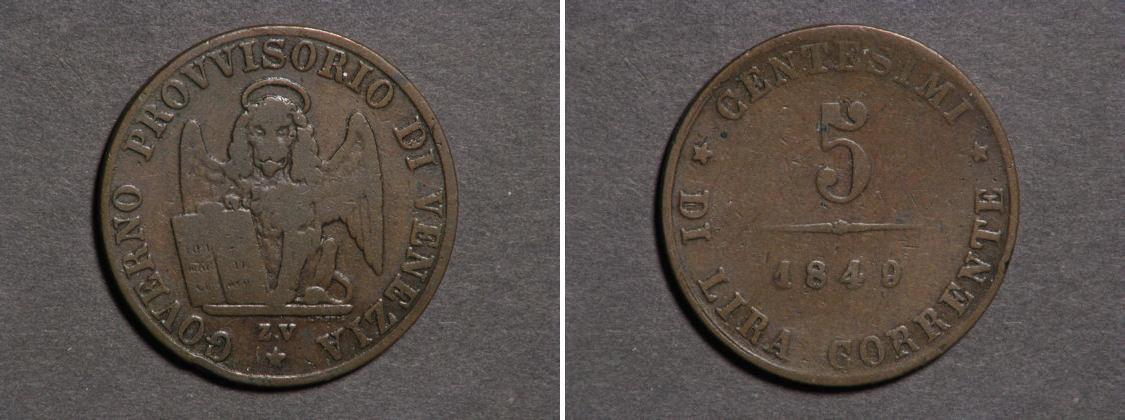 GOVERNO PROVVISORIO DI VENEZIA
Z.V
CENTESIMI
5
1849
DI LIRA CORRENTE